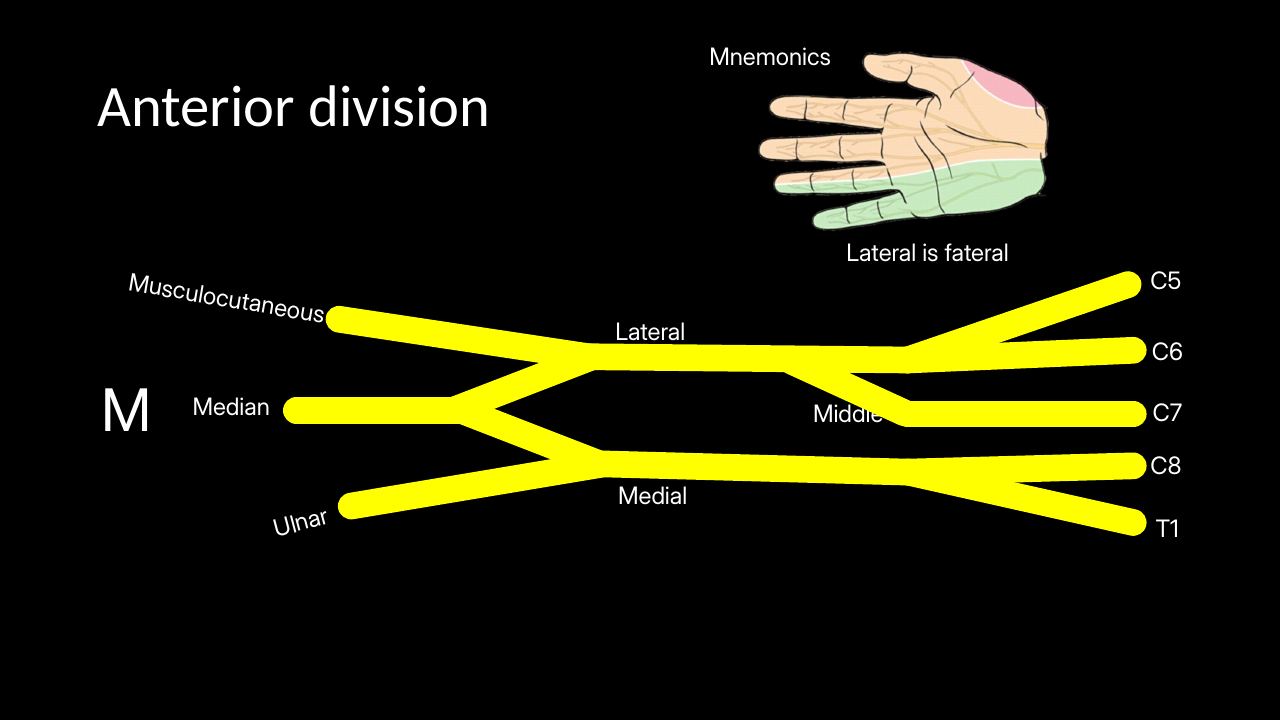 Mnemonics
Anterior division
Lateral is fateral
C5
Musculocutaneous
Lateral
C6
M
Median
Middle
C7
C8
Medial
Ulnar
T1